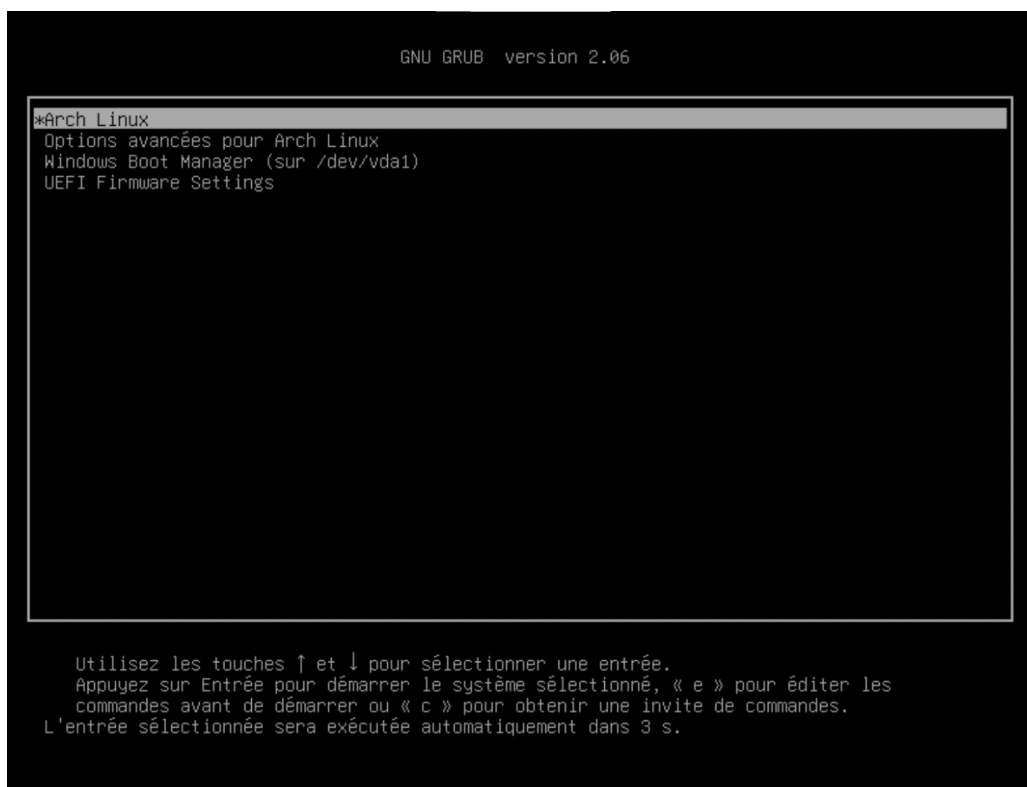 GNU GRUB version 2.06
*Arch Linux
Options avancées pour Arch Linux
Windows Boot Manager (sur /dev/vda1)
UEFI Firmware Settings
Utilisez les touches ↑ et ↓ pour sélectionner une entrée.
Appuyez sur Entrée pour démarrer le système sélectionné, « e » pour éditer les
commandes avant de démarrer ou « c » pour obtenir une invite de commandes.
L'entrée sélectionnée sera exécutée automatiquement dans 3 s.